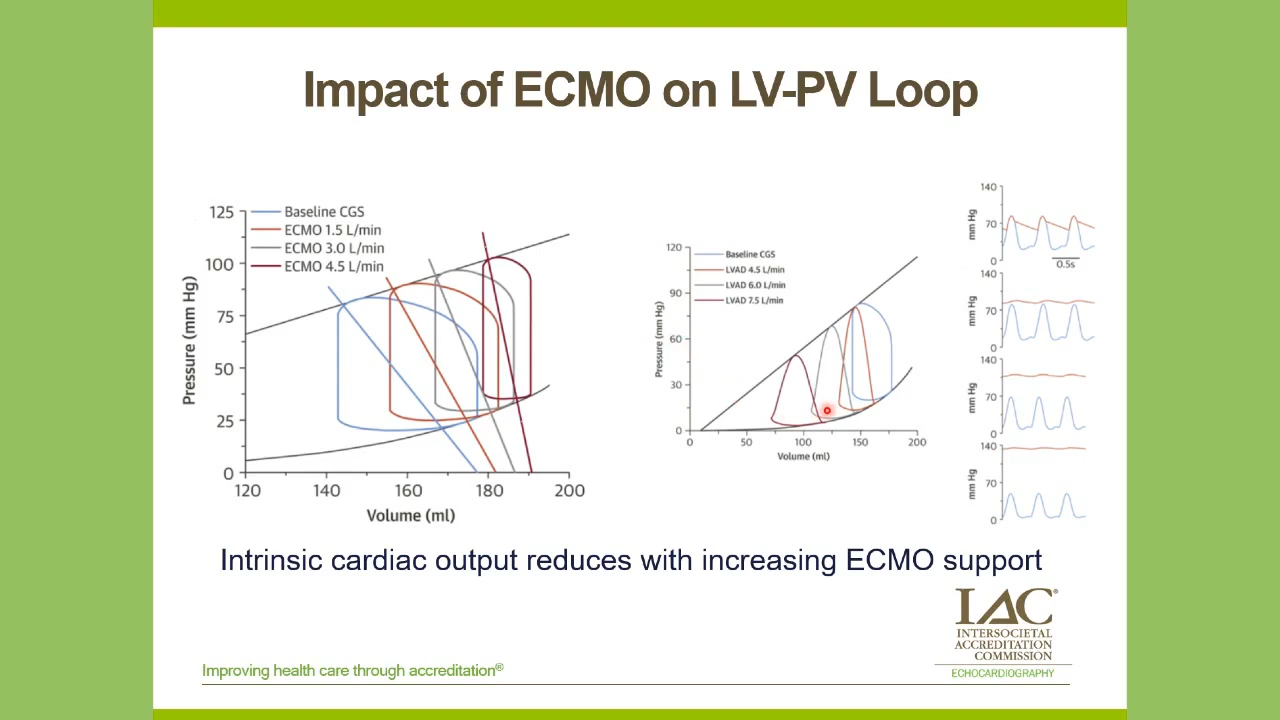 Impact of ECMO on LV-PV Loop
125
100
75
50
25
0
Pressure (mm Hg)
Baseline CGS
ECMO 1.5 L/min
ECMO 3.0 L/min
ECMO 4.5 L/min
120
140
160
180
200
Volume (ml)
120
90
60
30
0
Pressure (mm Hg)
Baseline CGS
LVAD 4.5 L/min
LVAD 6.0 L/min
LVAD 7.5 L/min
0
50
100
150
200
Volume (ml)
140
70
0
mm Hg
0.5s
140
70
0
mm Hg
140
70
0
mm Hg
140
70
0
mm Hg
Intrinsic cardiac output reduces with increasing ECMO support
IAC®
INTERSOCIETAL
ACCREDITATION
COMMISSION
ECHOCARDIOGRAPHY
Improving health care through accreditation®